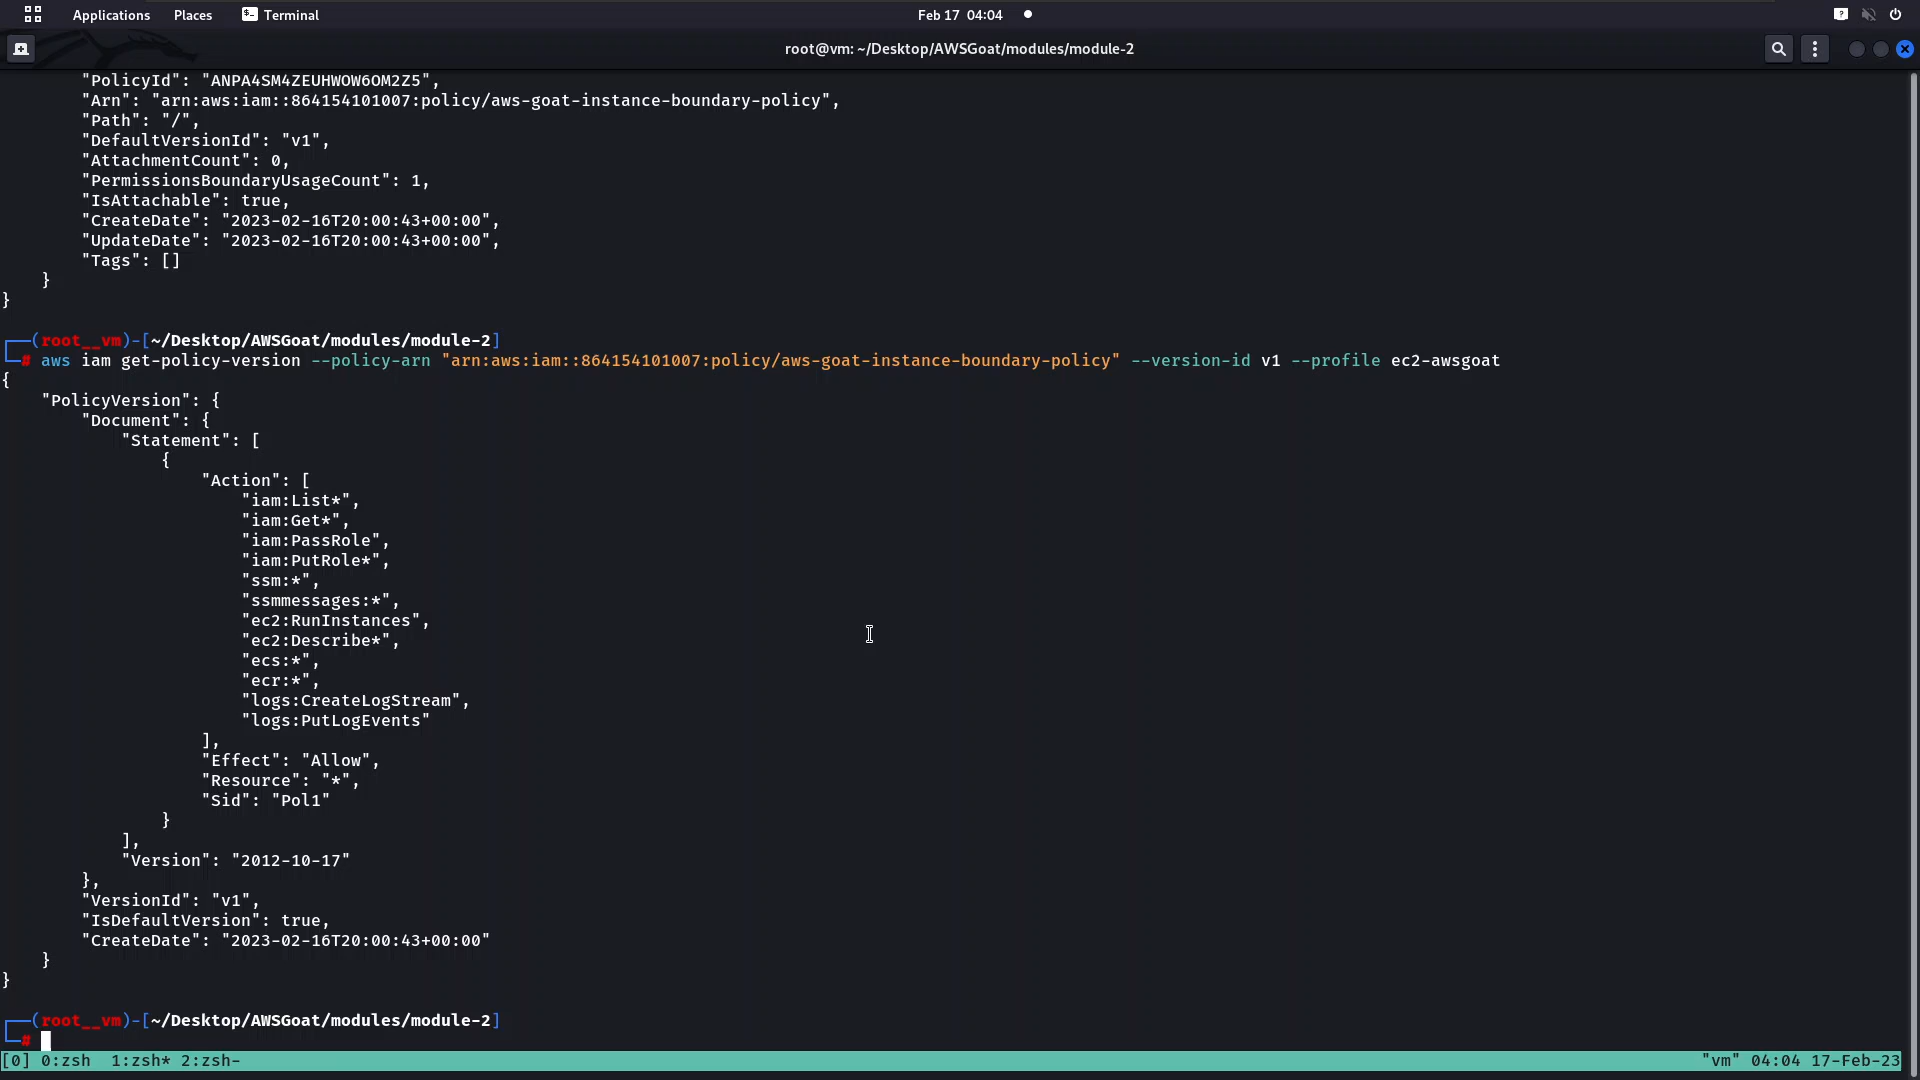 Applications Places Terminal Feb 17 04:04
root@vm: ~/Desktop/AWSGoat/modules/module-2
"PolicyId": "ANPA4SM4ZEUHWOW6OM2Z5",
"Arn": "arn:aws:iam::864154101007:policy/aws-goat-instance-boundary-policy",
"Path": "/",
"DefaultVersionId": "v1",
"AttachmentCount": 0,
"PermissionsBoundaryUsageCount": 1,
"IsAttachable": true,
"CreateDate": "2023-02-16T20:00:43+00:00",
"UpdateDate": "2023-02-16T20:00:43+00:00",
"Tags": []
}
}
(root__vm)-[~/Desktop/AWSGoat/modules/module-2]
# aws iam get-policy-version --policy-arn "arn:aws:iam::864154101007:policy/aws-goat-instance-boundary-policy" --version-id v1 --profile ec2-awsgoat
{
"PolicyVersion": {
"Document": {
"Statement": [
{
"Action": [
"iam:List*",
"iam:Get*",
"iam:PassRole",
"iam:PutRole*",
"ssm:*",
"ssmmessages:*",
"ec2:RunInstances",
"ec2:Describe*",
"ecs:*",
"ecr:*",
"logs:CreateLogStream",
"logs:PutLogEvents"
],
"Effect": "Allow",
"Resource": "*",
"Sid": "Pol1"
}
],
"Version": "2012-10-17"
},
"VersionId": "v1",
"IsDefaultVersion": true,
"CreateDate": "2023-02-16T20:00:43+00:00"
}
}
(root__vm)-[~/Desktop/AWSGoat/modules/module-2]
#
[0] 0:zsh 1:zsh* 2:zsh- "vm" 04:04 17-Feb-23